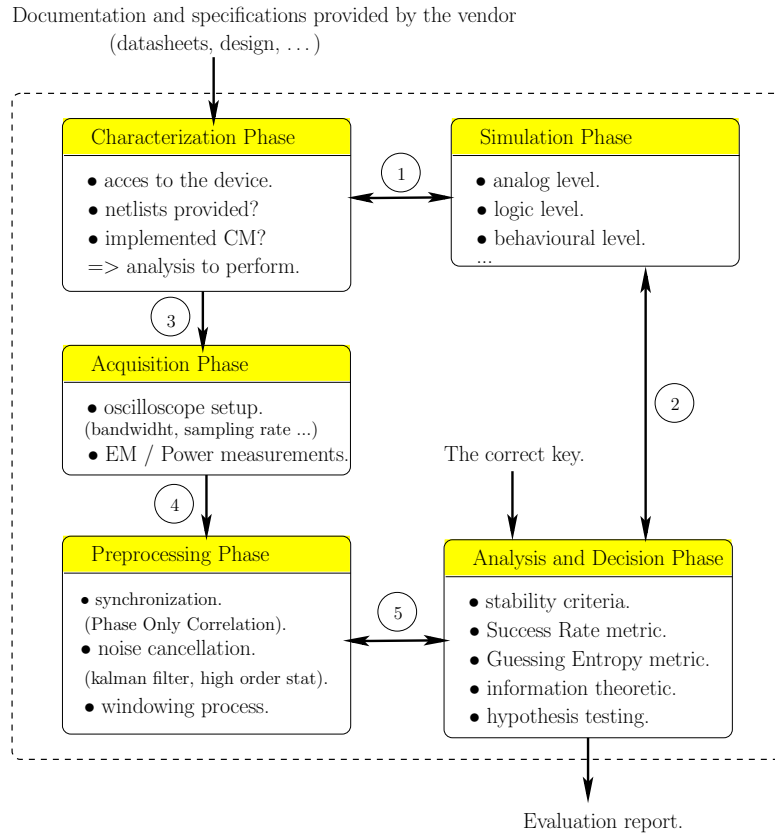 Documentation and specifications provided by the vendor
(datasheets, design, ...)
Characterization Phase
• acces to the device.
• netlists provided?
• implemented CM?
=> analysis to perform.
1
Simulation Phase
• analog level.
• logic level.
• behavioural level.
...
3
Acquisition Phase
• oscilloscope setup.
(bandwidht, sampling rate ...)
• EM / Power measurements.
2
4
The correct key.
Preprocessing Phase
• synchronization.
(Phase Only Correlation).
• noise cancellation.
(kalman filter, high order stat).
• windowing process.
5
Analysis and Decision Phase
• stability criteria.
• Success Rate metric.
• Guessing Entropy metric.
• information theoretic.
• hypothesis testing.
Evaluation report.